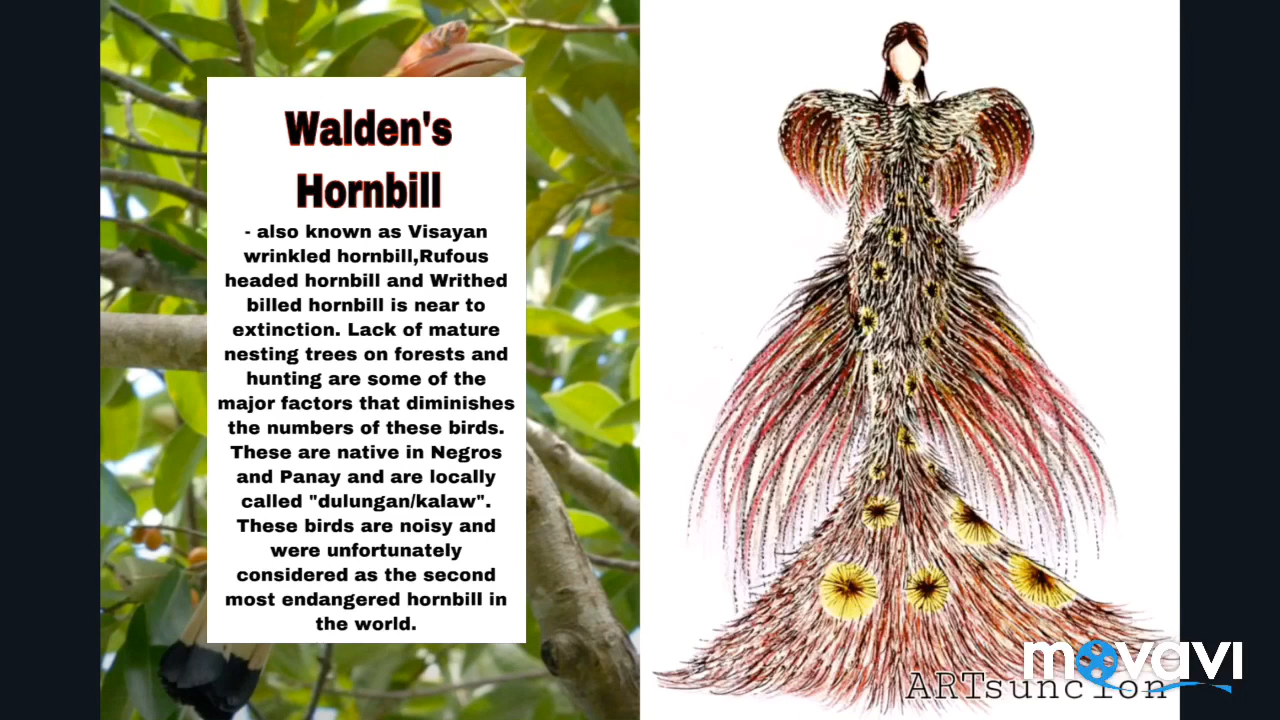 Walden's
Hornbill
- also known as Visayan
wrinkled hornbill,Rufous
headed hornbill and Writhed
billed hornbill is near to
extinction. Lack of mature
nesting trees on forests and
hunting are some of the
major factors that diminishes
the numbers of these birds.
These are native in Negros
and Panay and are locally
called "dulungan/kalaw".
These birds are noisy and
were unfortunately
considered as the second
most endangered hornbill in
the world.
movavi
ARTsuncion